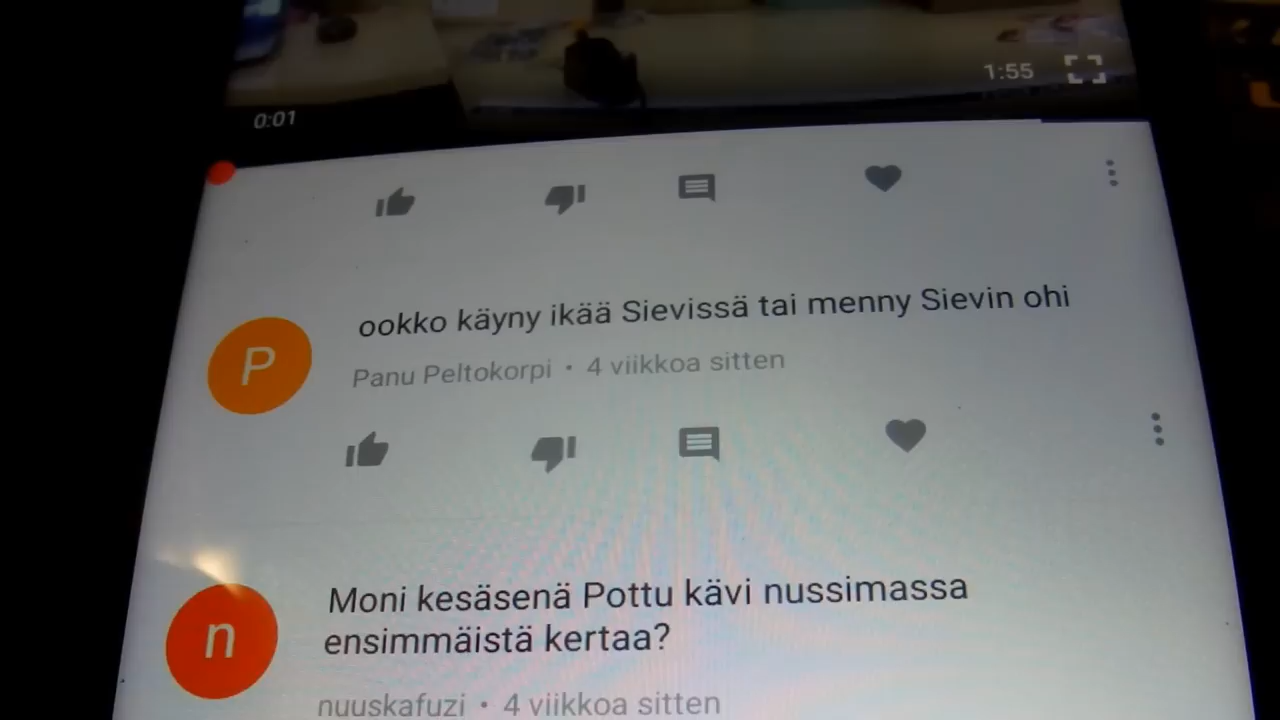 1:55
0:01
ookko käyny ikää Sievissä tai menny Sievin ohi
P
Panu Peltokorpi • 4 viikkoa sitten
Moni kesäsenä Pottu kävi nussimassa
ensimmäistä kertaa?
n
nuuskafuzi • 4 viikkoa sitten